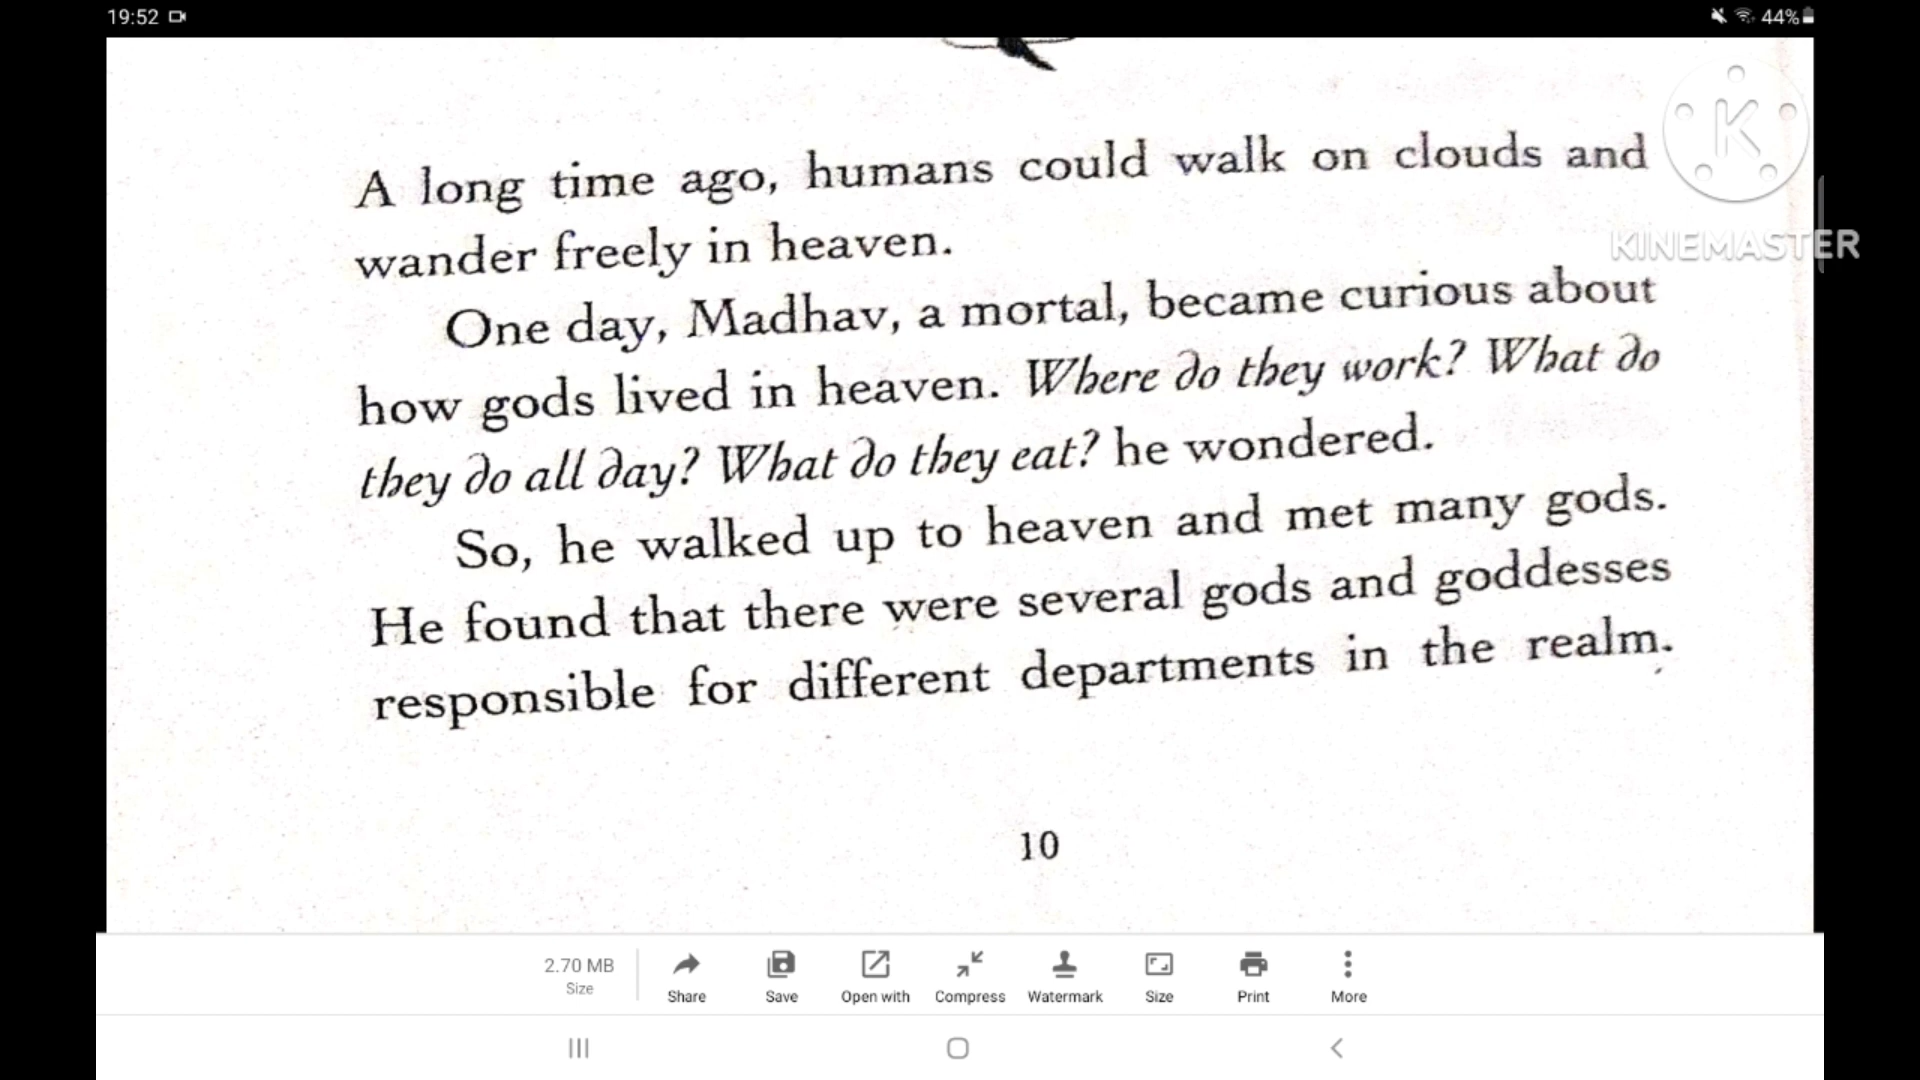 19:52
44%
A long time ago, humans could walk on clouds and
wander freely in heaven.
One day, Madhav, a mortal, became curious about
how gods lived in heaven. Where do they work? What do
they do all day? What do they eat? he wondered.
So, he walked up to heaven and met many gods.
He found that there were several gods and goddesses
responsible for different departments in the realm.
10
K
KINEMASTER
2.70 MB
Size
Share
Save
Open with
Compress
Watermark
Size
Print
More